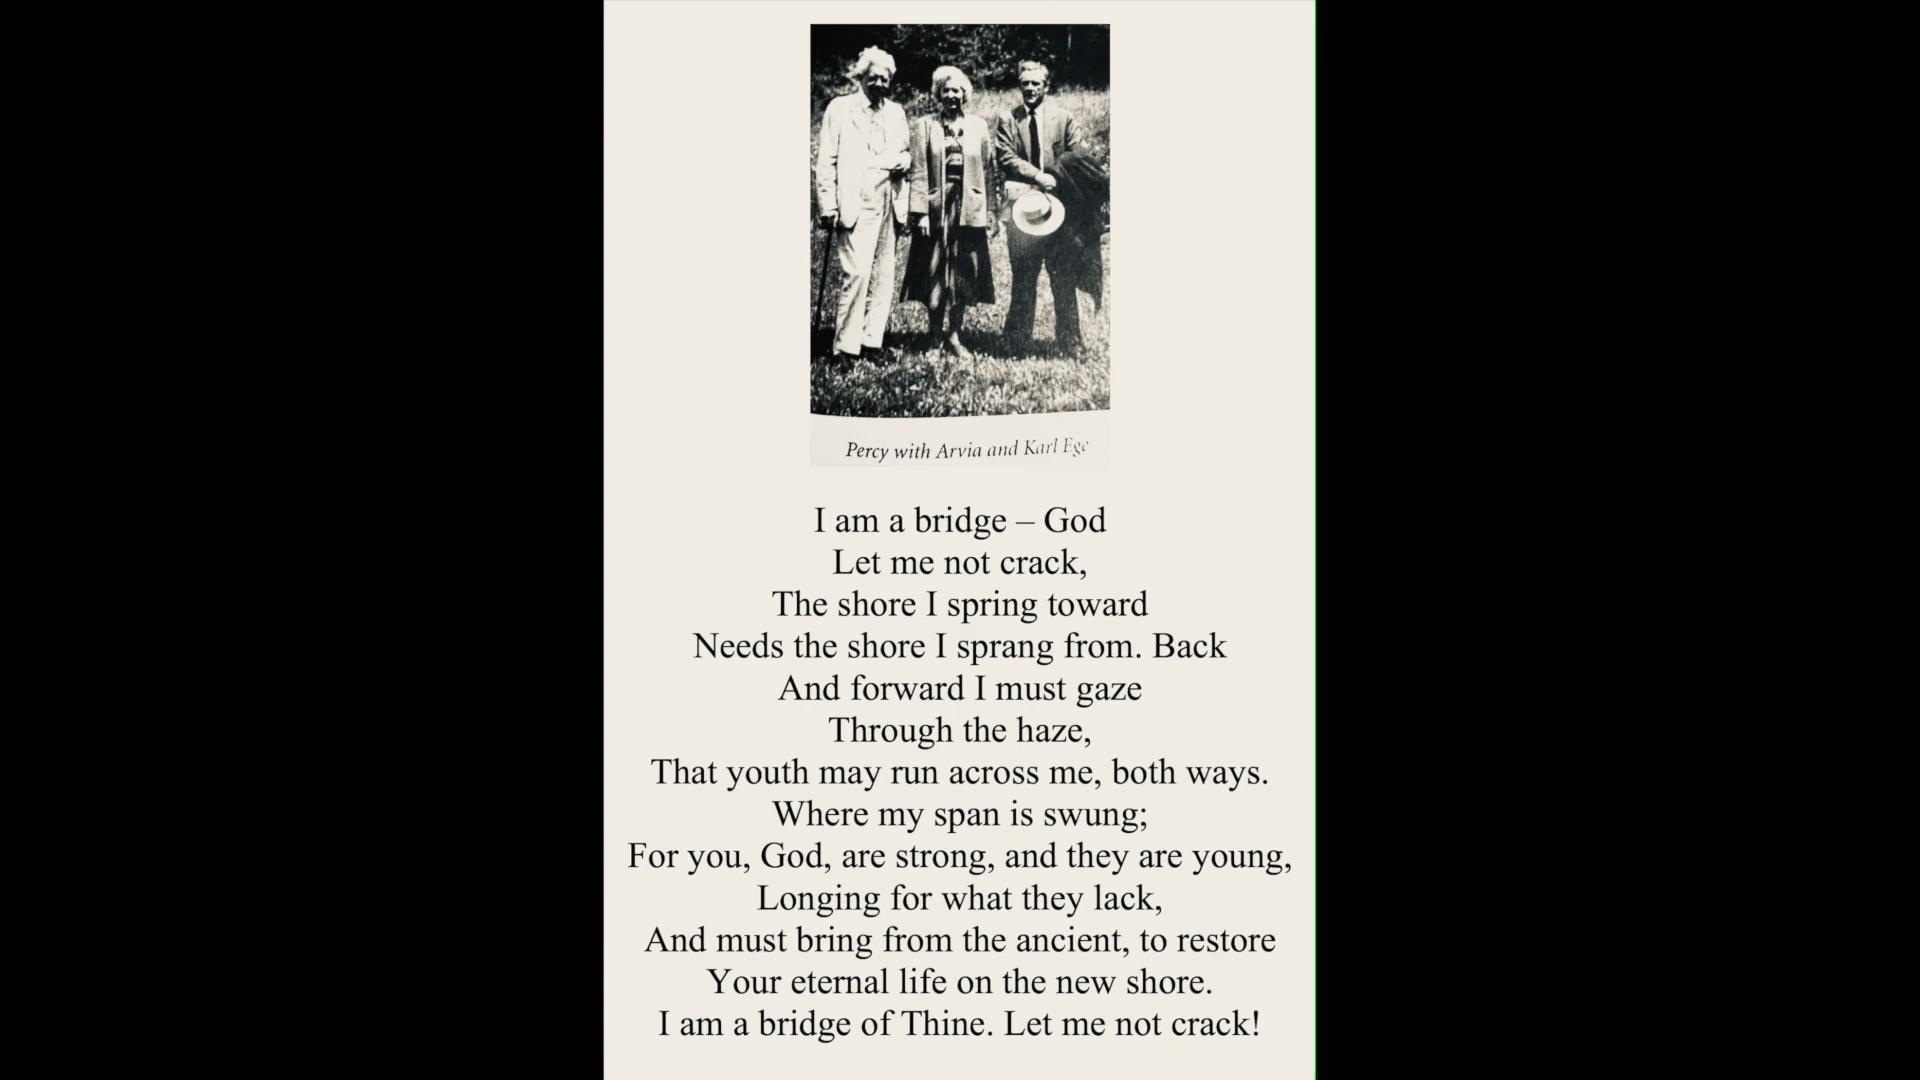 Percy with Arvia and Karl Ege
I am a bridge – God
Let me not crack,
The shore I spring toward
Needs the shore I sprang from. Back
And forward I must gaze
Through the haze,
That youth may run across me, both ways.
Where my span is swung;
For you, God, are strong, and they are young,
Longing for what they lack,
And must bring from the ancient, to restore
Your eternal life on the new shore.
I am a bridge of Thine. Let me not crack!